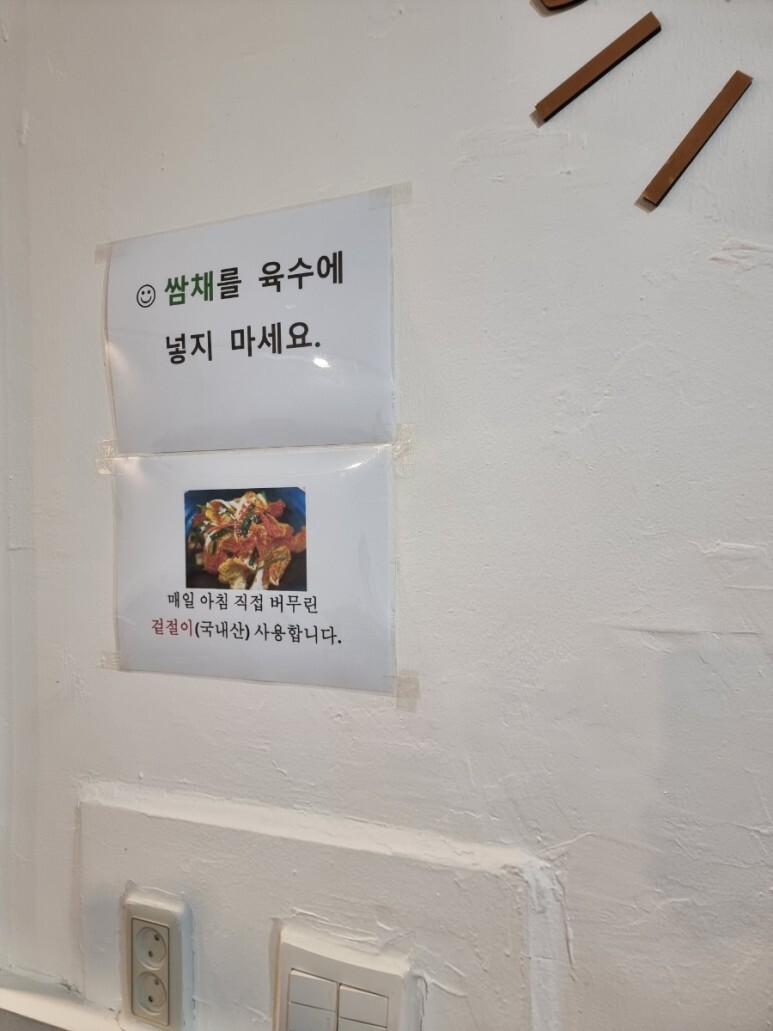 ☺ 쌈채를 육수에
넣지 마세요.
매일 아침 직접 버무린
겉절이(국내산) 사용합니다.